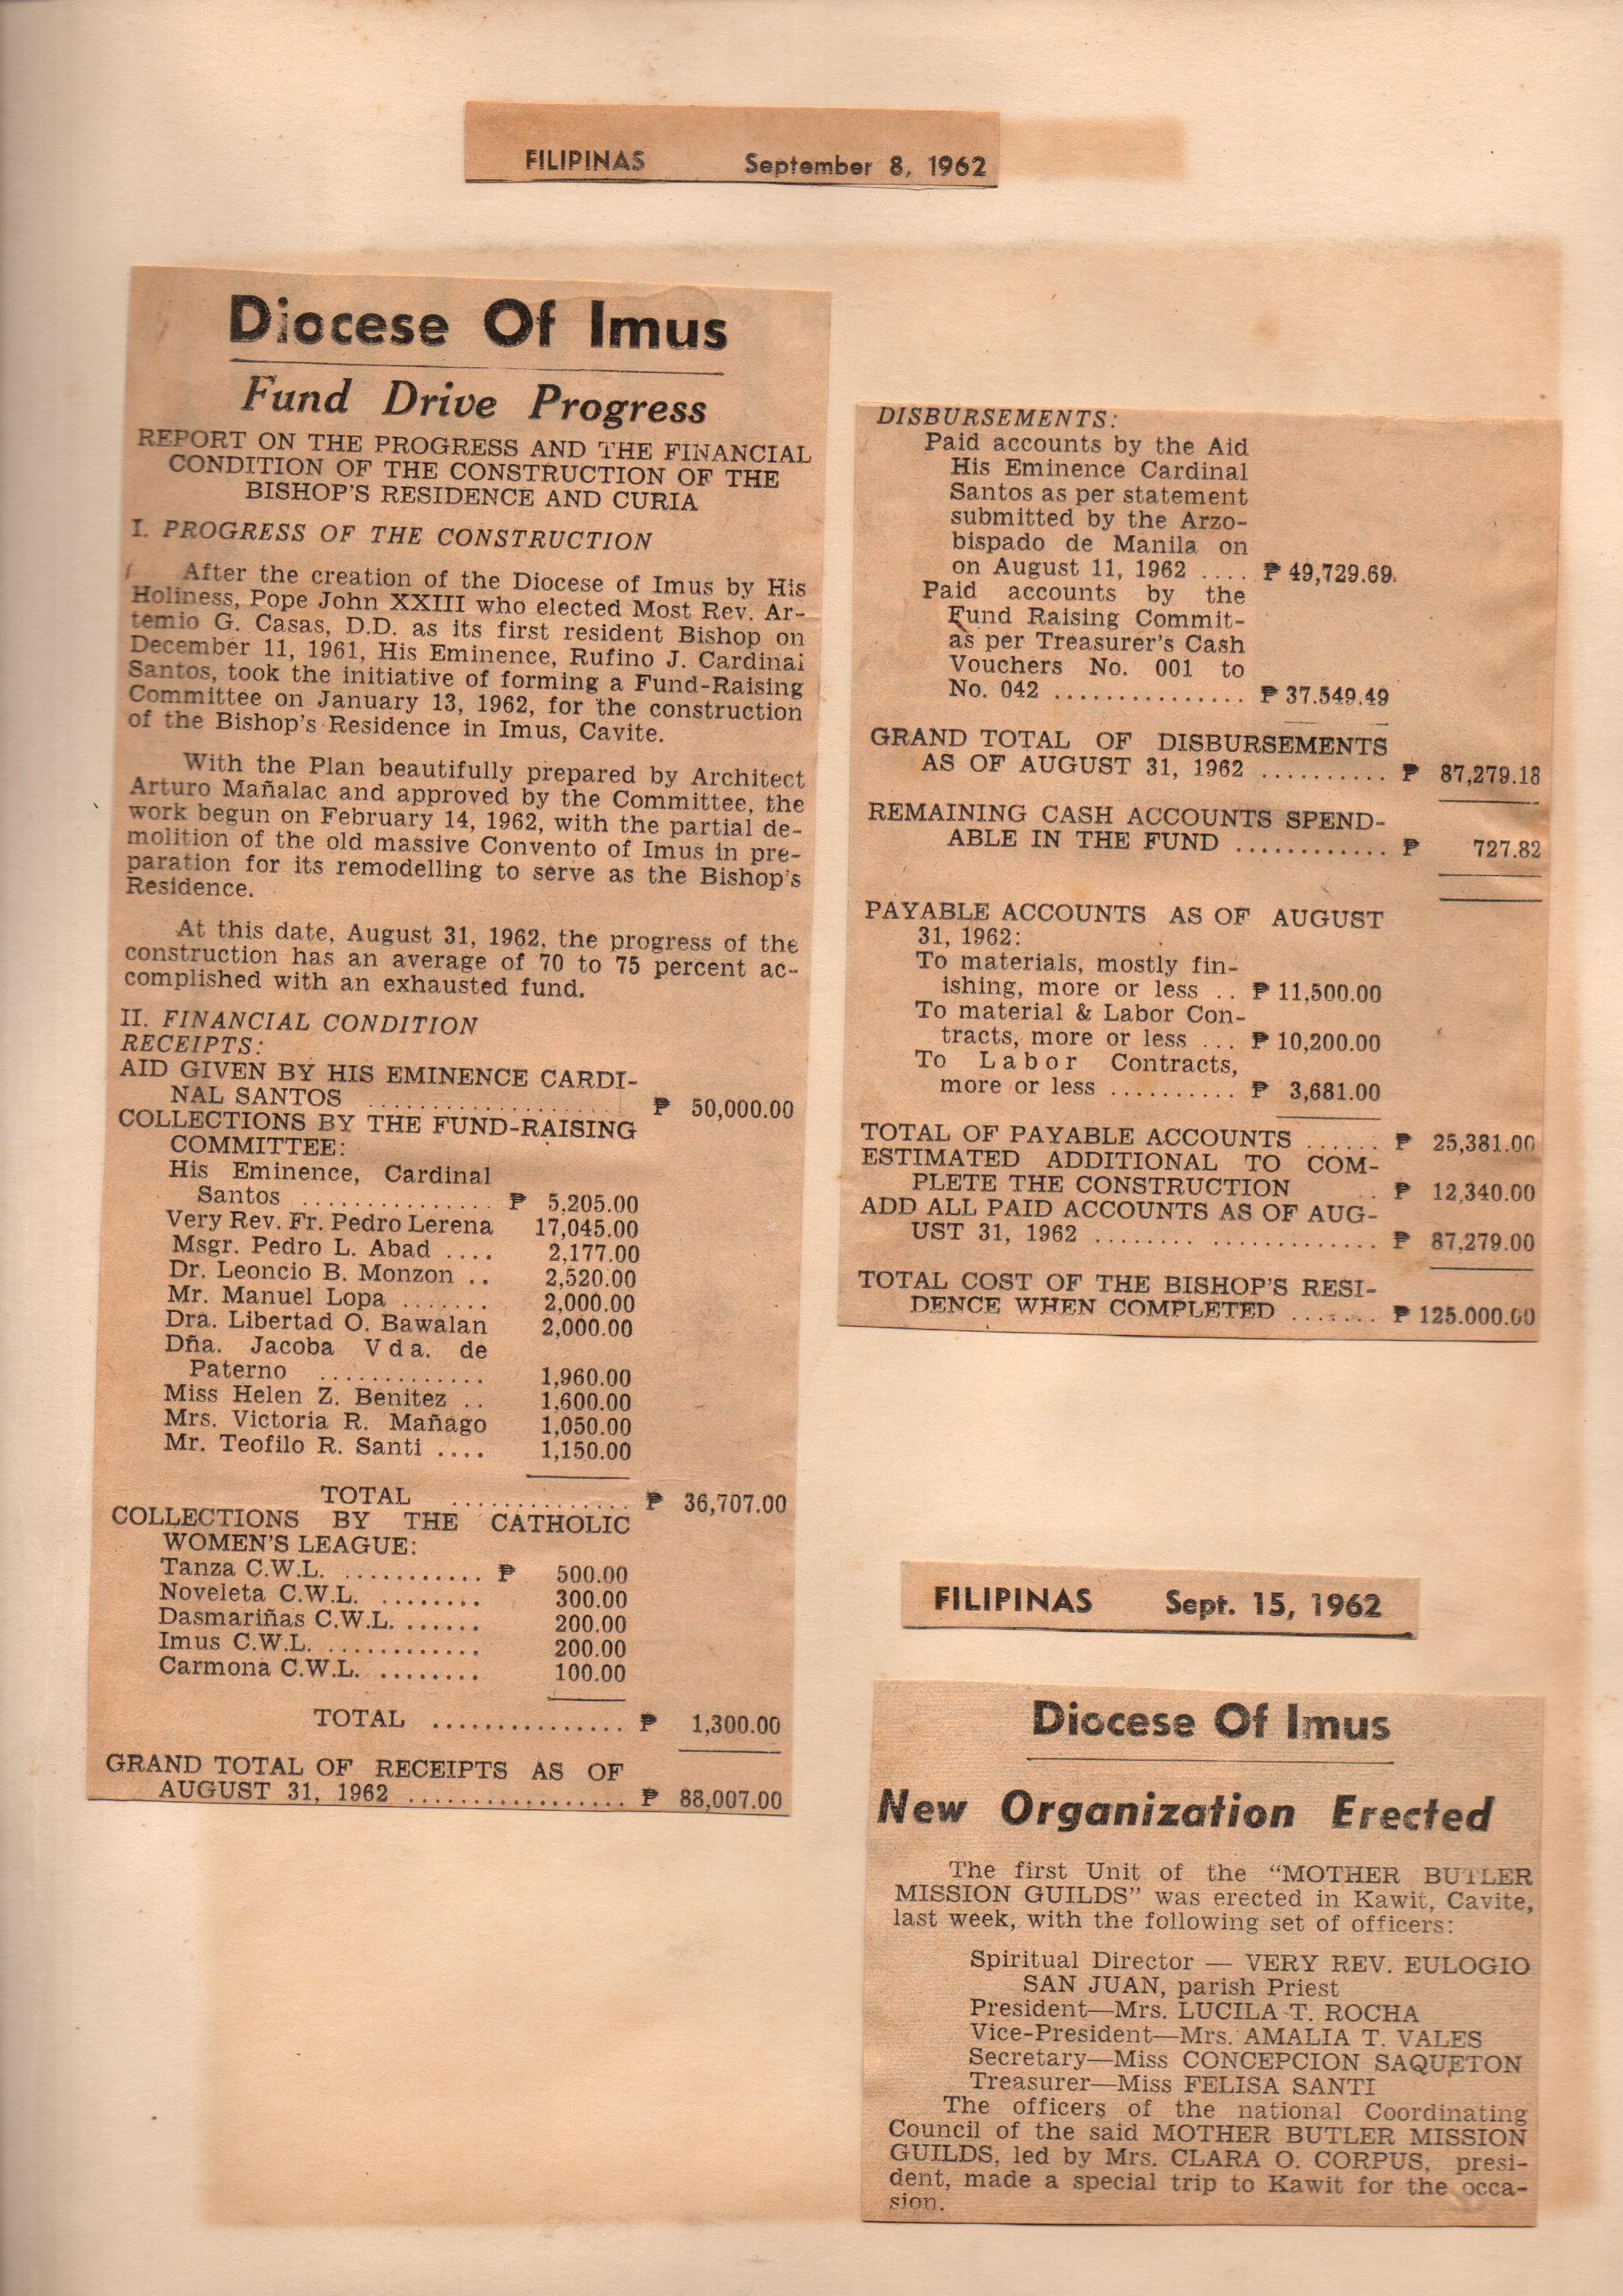 FILIPINAS September 8, 1962
Diocese Of Imus
Fund Drive Progress
REPORT ON THE PROGRESS AND THE FINANCIAL
CONDITION OF THE CONSTRUCTION OF THE
BISHOP'S RESIDENCE AND CURIA
I. PROGRESS OF THE CONSTRUCTION
After the creation of the Diocese of Imus by His
Holiness, Pope John XXIII who elected Most Rev. Ar-
temio G. Casas, D.D. as its first resident Bishop on
December 11, 1961, His Eminence, Rufino J. Cardinal
Santos, took the initiative of forming a Fund-Raising
Committee on January 13, 1962, for the construction
of the Bishop's Residence in Imus, Cavite.
With the Plan beautifully prepared by Architect
Arturo Mañalac and approved by the Committee, the
work begun on February 14, 1962, with the partial de-
molition of the old massive Convento of Imus in pre-
paration for its remodelling to serve as the Bishop's
Residence.
At this date, August 31, 1962, the progress of the
construction has an average of 70 to 75 percent ac-
complished with an exhausted fund.
II. FINANCIAL CONDITION
RECEIPTS:
AID GIVEN BY HIS EMINENCE CARDI-
NAL SANTOS .................... ₱ 50,000.00
COLLECTIONS BY THE FUND-RAISING
COMMITTEE:
His Eminence, Cardinal
Santos ............... ₱ 5,205.00
Very Rev. Fr. Pedro Lerena 17,045.00
Msgr. Pedro L. Abad .... 2,177.00
Dr. Leoncio B. Monzon .. 2,520.00
Mr. Manuel Lopa ....... 2,000.00
Dra. Libertad O. Bawalan 2,000.00
Dña. Jacoba Vda. de
Paterno ............. 1,960.00
Miss Helen Z. Benitez .. 1,600.00
Mrs. Victoria R. Mañago 1,050.00
Mr. Teofilo R. Santi .... 1,150.00
TOTAL .............. ₱ 36,707.00
COLLECTIONS BY THE CATHOLIC
WOMEN'S LEAGUE:
Tanza C.W.L. ........... ₱ 500.00
Noveleta C.W.L. ........ 300.00
Dasmariñas C.W.L. ...... 200.00
Imus C.W.L. ............ 200.00
Carmona C.W.L. ........ 100.00
TOTAL ............... ₱ 1,300.00
GRAND TOTAL OF RECEIPTS AS OF
AUGUST 31, 1962 ................. ₱ 88,007.00
DISBURSEMENTS:
Paid accounts by the Aid
His Eminence Cardinal
Santos as per statement
submitted by the Arzo-
bispado de Manila on
on August 11, 1962 .... ₱ 49,729.69
Paid accounts by the
Fund Raising Commit-
as per Treasurer's Cash
Vouchers No. 001 to
No. 042 ............... ₱ 37.549.49
GRAND TOTAL OF DISBURSEMENTS
AS OF AUGUST 31, 1962 .......... ₱ 87,279.18
REMAINING CASH ACCOUNTS SPEND-
ABLE IN THE FUND ............ ₱ 727.82
PAYABLE ACCOUNTS AS OF AUGUST
31, 1962:
To materials, mostly fin-
ishing, more or less .. ₱ 11,500.00
To material & Labor Con-
tracts, more or less ... ₱ 10,200.00
To Labor Contracts,
more or less .......... ₱ 3,681.00
TOTAL OF PAYABLE ACCOUNTS ...... ₱ 25,381.00
ESTIMATED ADDITIONAL TO COM-
PLETE THE CONSTRUCTION . ₱ 12,340.00
ADD ALL PAID ACCOUNTS AS OF AUG-
UST 31, 1962 ........ ............. ₱ 87,279.00
TOTAL COST OF THE BISHOP'S RESI-
DENCE WHEN COMPLETED ....... ₱ 125.000.00
FILIPINAS Sept. 15, 1962
Diocese Of Imus
New Organization Erected
The first Unit of the "MOTHER BUTLER
MISSION GUILDS" was erected in Kawit, Cavite,
last week, with the following set of officers:
Spiritual Director — VERY REV. EULOGIO
SAN JUAN, parish Priest
President—Mrs. LUCILA T. ROCHA
Vice-President—Mrs. AMALIA T. VALES
Secretary—Miss CONCEPCION SAQUETON
Treasurer—Miss FELISA SANTI
The officers of the national Coordinating
Council of the said MOTHER BUTLER MISSION
GUILDS, led by Mrs. CLARA O. CORPUS, presi-
dent, made a special trip to Kawit for the occa-
sion.